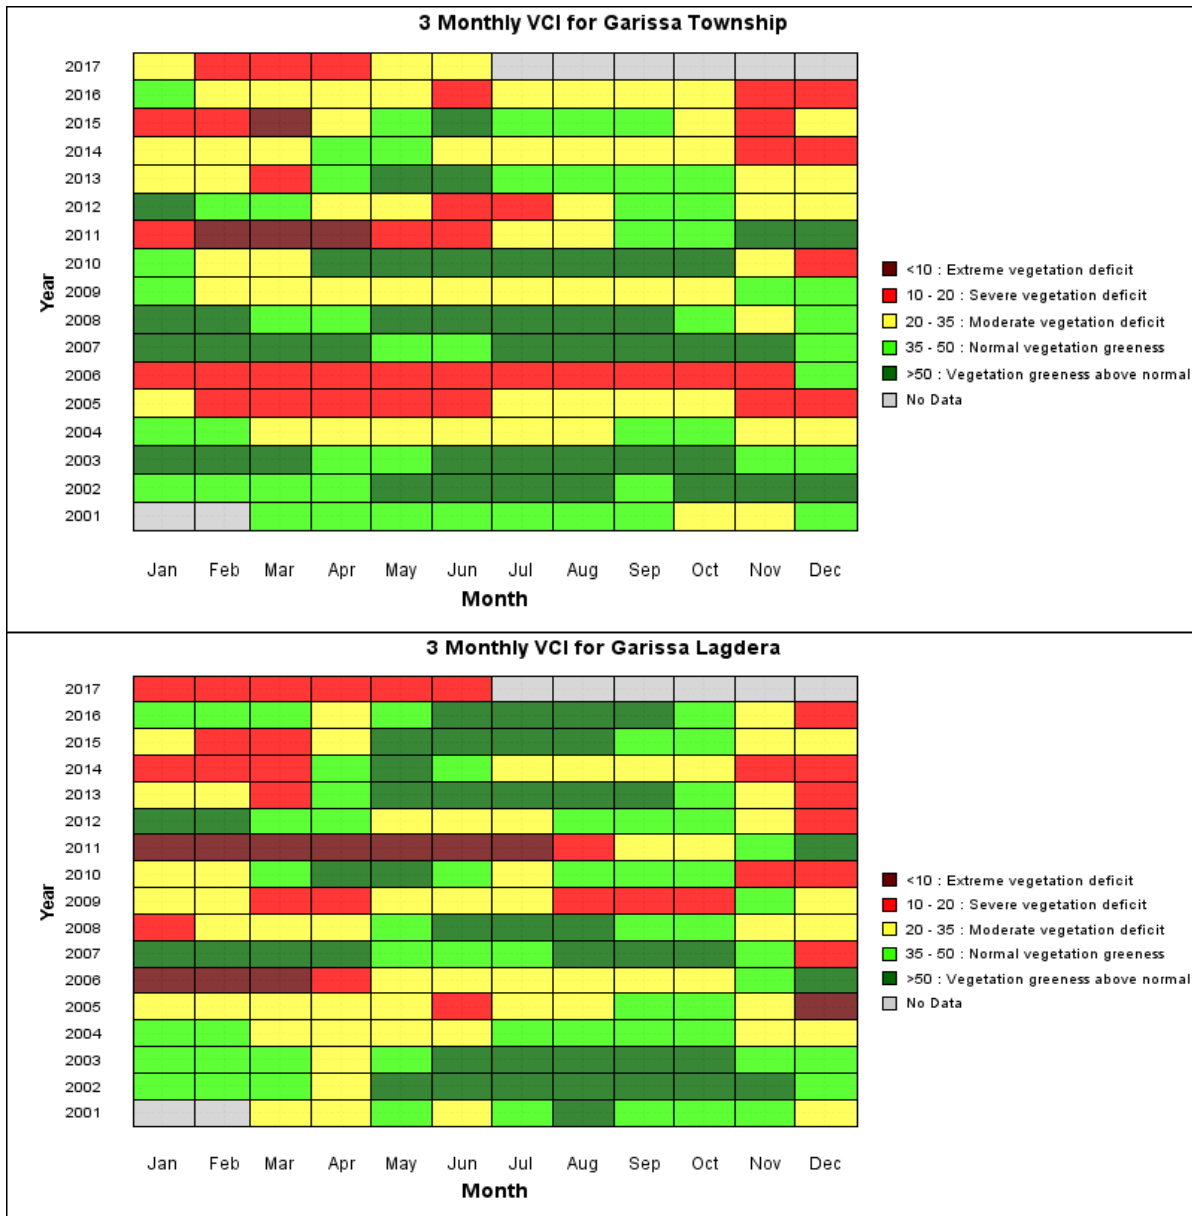 3 Monthly VCI for Garissa Township
2017
2016
2015
2014
2013
2012
2011
2010
2009
2008
2007
2006
2005
2004
2003
2002
2001
Year
Jan Feb Mar Apr May Jun Jul Aug Sep Oct Nov Dec
Month
<10 : Extreme vegetation deficit
10 - 20 : Severe vegetation deficit
20 - 35 : Moderate vegetation deficit
35 - 50 : Normal vegetation greeness
>50 : Vegetation greeness above normal
No Data
3 Monthly VCI for Garissa Lagdera
2017
2016
2015
2014
2013
2012
2011
2010
2009
2008
2007
2006
2005
2004
2003
2002
2001
Year
Jan Feb Mar Apr May Jun Jul Aug Sep Oct Nov Dec
Month
<10 : Extreme vegetation deficit
10 - 20 : Severe vegetation deficit
20 - 35 : Moderate vegetation deficit
35 - 50 : Normal vegetation greeness
>50 : Vegetation greeness above normal
No Data